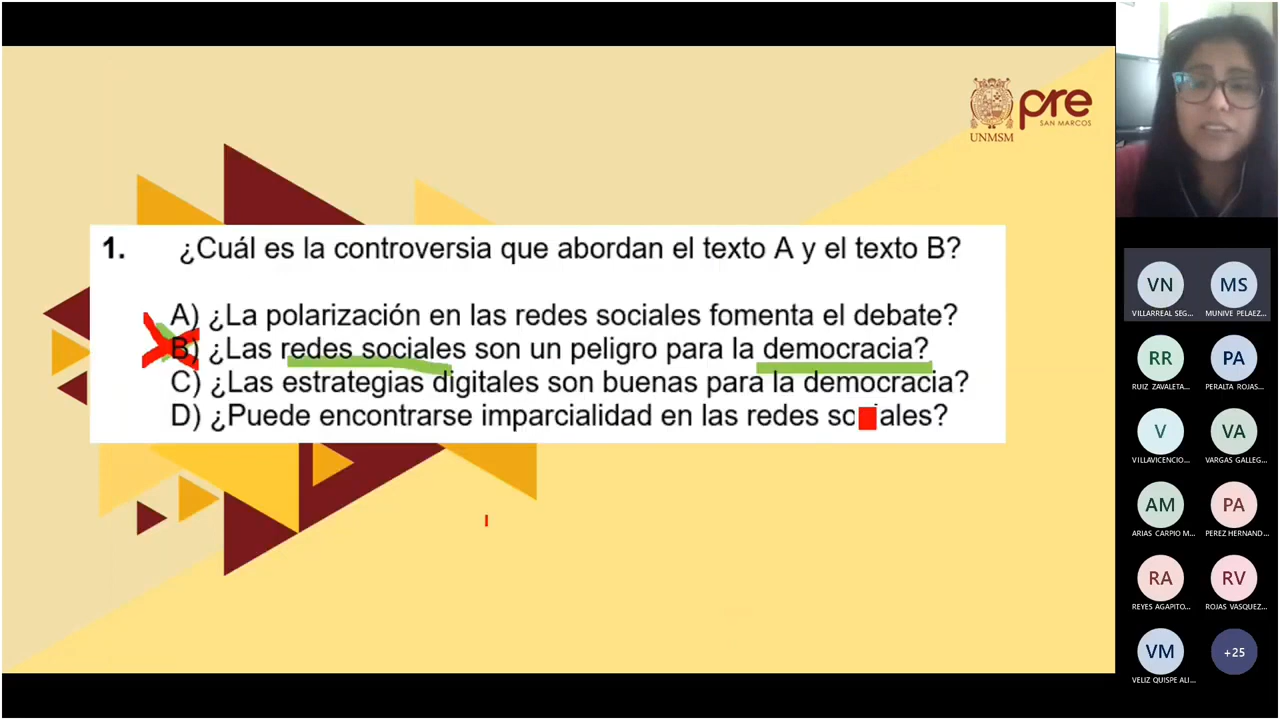 pre
SAN MARCOS
UNMSM
1. ¿Cuál es la controversia que abordan el texto A y el texto B?
A) ¿La polarización en las redes sociales fomenta el debate?
B) ¿Las redes sociales son un peligro para la democracia?
C) ¿Las estrategias digitales son buenas para la democracia?
D) ¿Puede encontrarse imparcialidad en las redes so ales?
VN MS
VILLARREAL SEG... MUNIVE PELAEZ...
RR PA
RUIZ ZAVALETA... PERALTA ROJAS...
V VA
VILLAVICENCIO... VARGAS GALLEG...
AM PA
ARIAS CARPIO M... PEREZ HERNAND...
RA RV
REYES AGAPITO... ROJAS VASQUEZ...
VM +25
VELIZ QUISPE ALI...